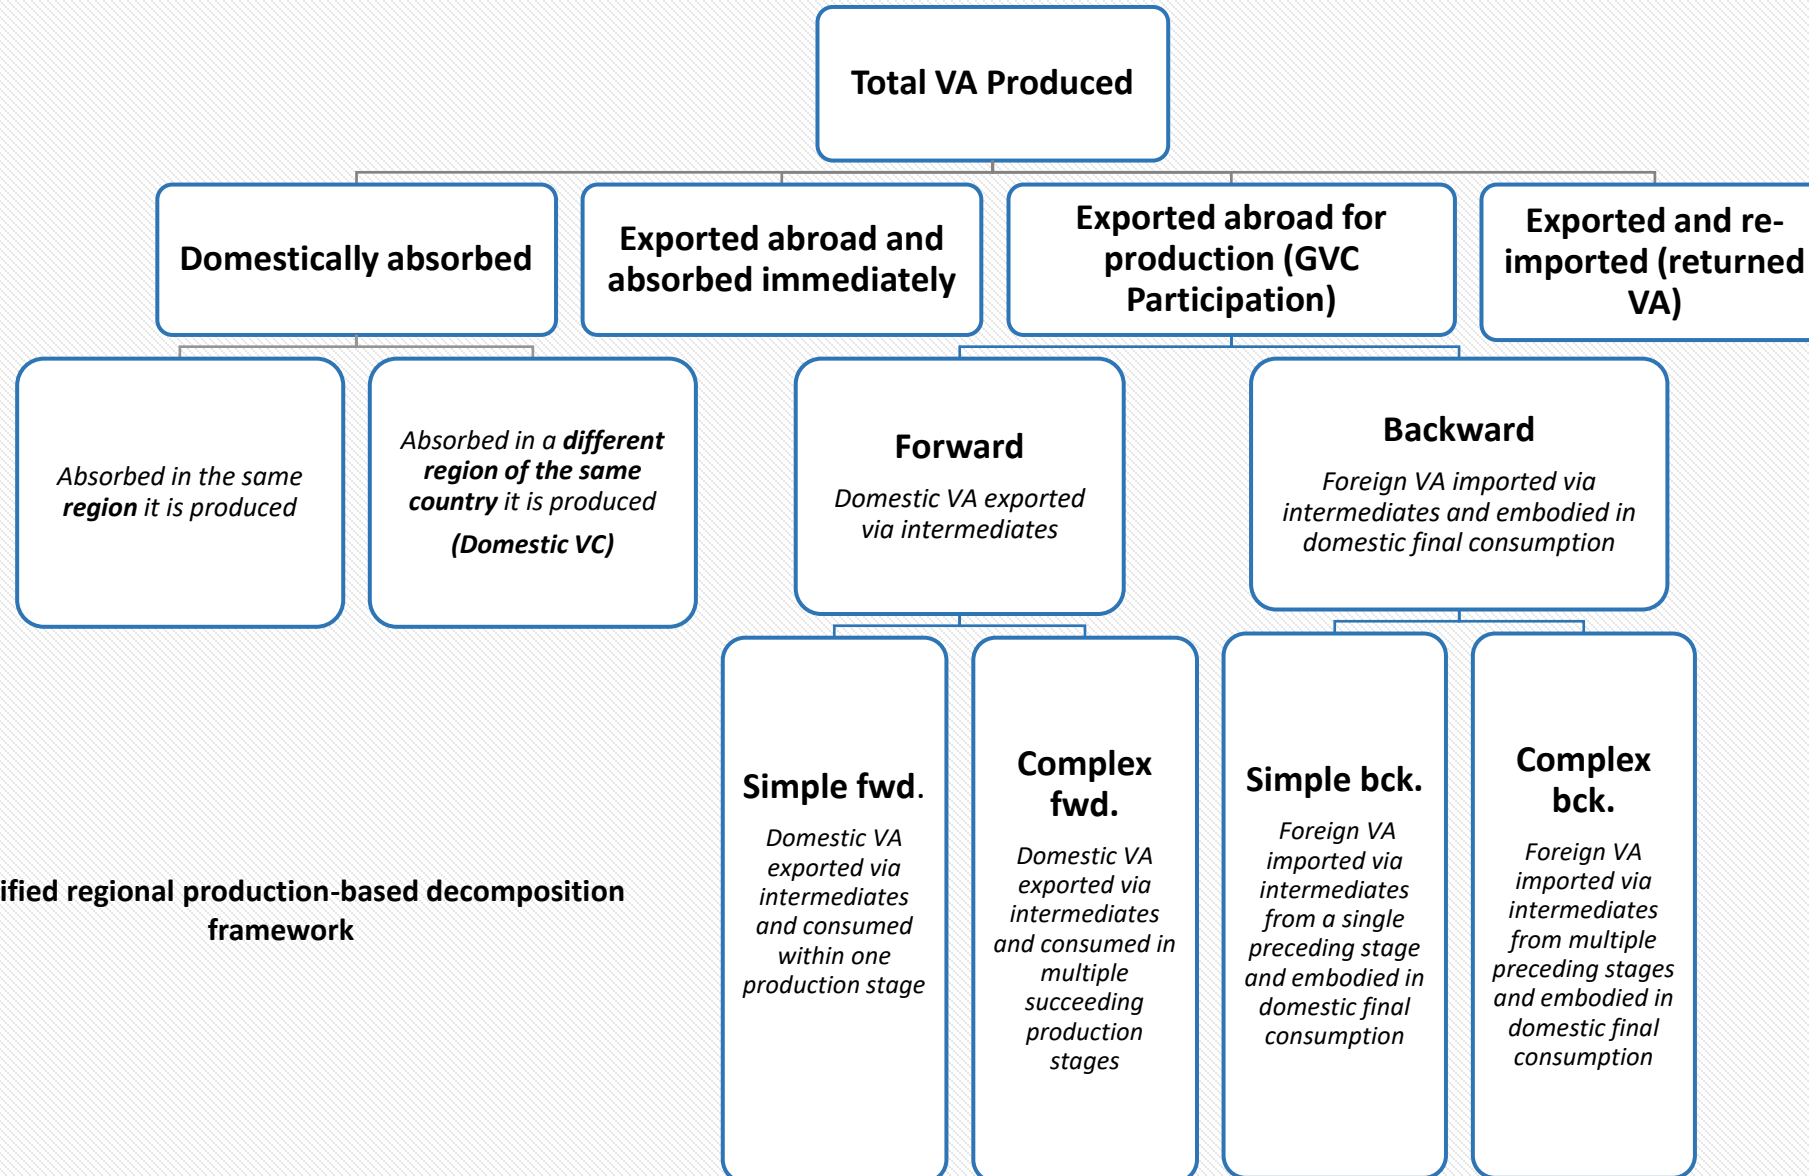 Total VA Produced
Domestically absorbed
Exported abroad and
absorbed immediately
Exported abroad for
production (GVC
Participation)
Exported and re-
imported (returned
VA)
Absorbed in the same
region it is produced
Absorbed in a different
region of the same
country it is produced
(Domestic VC)
Forward
Domestic VA exported
via intermediates
Backward
Foreign VA imported via
intermediates and embodied in
domestic final consumption
Simple fwd.
Domestic VA
exported via
intermediates
and consumed
within one
production stage
Complex
fwd.
Domestic VA
exported via
intermediates
and consumed in
multiple
succeeding
production
stages
Simple bck.
Foreign VA
imported via
intermediates
from a single
preceding stage
and embodied in
domestic final
consumption
Complex
bck.
Foreign VA
imported via
intermediates
from multiple
preceding stages
and embodied in
domestic final
consumption
ified regional production-based decomposition
framework